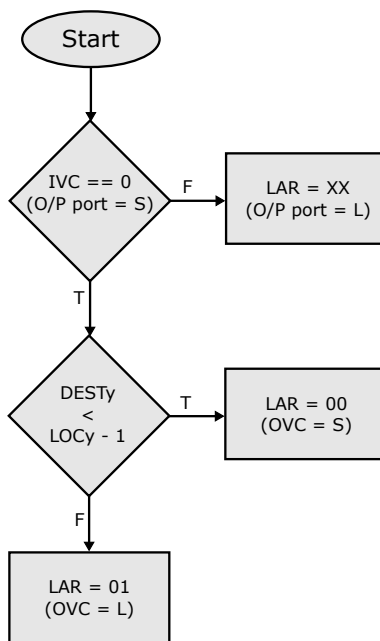 Start
IVC == 0
(O/P port = S)
F
LAR = XX
(O/P port = L)
T
DESTy
<
LOCy - 1
T
LAR = 00
(OVC = S)
F
LAR = 01
(OVC = L)